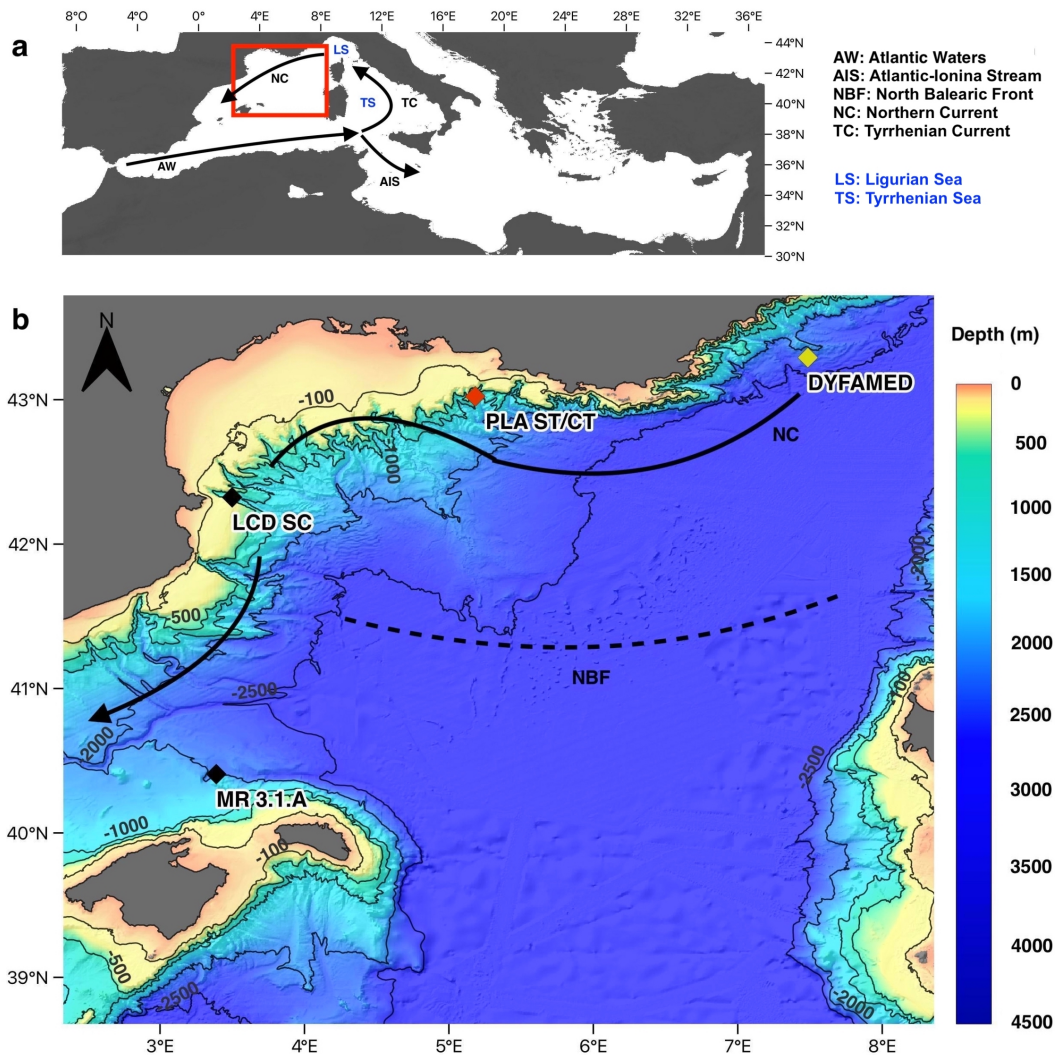 8°0 4°0 0° 4°E 8°E 12°E 16°E 20°E 24°E 28°E 32°E 36°E
a
LS
NC
TS
TC
AW
AIS
44°N
42°N
40°N
38°N
36°N
34°N
32°N
30°N
AW: Atlantic Waters
AIS: Atlantic-Ionina Stream
NBF: North Balearic Front
NC: Northern Current
TC: Tyrrhenian Current
LS: Ligurian Sea
TS: Tyrrhenian Sea
b
N
43°N
42°N
41°N
40°N
39°N
-100
-1000
DYFAMED
PLA ST/CT
NC
LCD SC
-2000
-500
NBF
-2500
2000
-100
2500
MR 3.1.A
-1000
-100
-500
-2500
-2000
3°E 4°E 5°E 6°E 7°E 8°E
Depth (m)
0
500
1000
1500
2000
2500
3000
3500
4000
4500